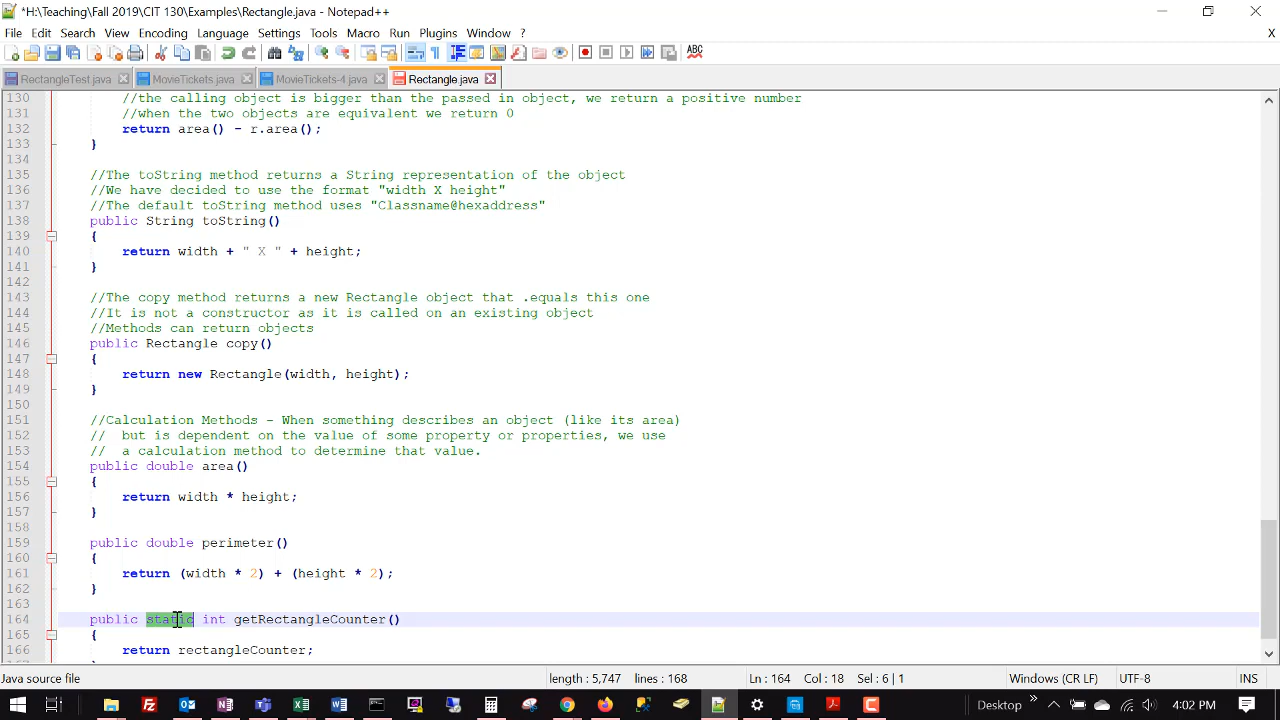 *H:\Teaching\Fall 2019\CIT 130\Examples\Rectangle.java - Notepad++
File Edit Search View Encoding Language Settings Tools Macro Run Plugins Window ? X
RectangleTest.java MovieTickets.java MovieTickets-4.java Rectangle.java
130 //the calling object is bigger than the passed in object, we return a positive number
131 //when the two objects are equivalent we return 0
132 return area() - r.area();
133 }
134
135 //The toString method returns a String representation of the object
136 //We have decided to use the format "width X height"
137 //The default toString method uses "Classname@hexaddress"
138 public String toString()
139 {
140 return width + " X " + height;
141 }
142
143 //The copy method returns a new Rectangle object that .equals this one
144 //It is not a constructor as it is called on an existing object
145 //Methods can return objects
146 public Rectangle copy()
147 {
148 return new Rectangle(width, height);
149 }
150
151 //Calculation Methods - When something describes an object (like its area)
152 // but is dependent on the value of some property or properties, we use
153 // a calculation method to determine that value.
154 public double area()
155 {
156 return width * height;
157 }
158
159 public double perimeter()
160 {
161 return (width * 2) + (height * 2);
162 }
163
164 public static int getRectangleCounter()
165 {
166 return rectangleCounter;
Java source file length : 5,747 lines : 168 Ln : 164 Col : 18 Sel : 6 | 1 Windows (CR LF) UTF-8 INS
Desktop 4:02 PM